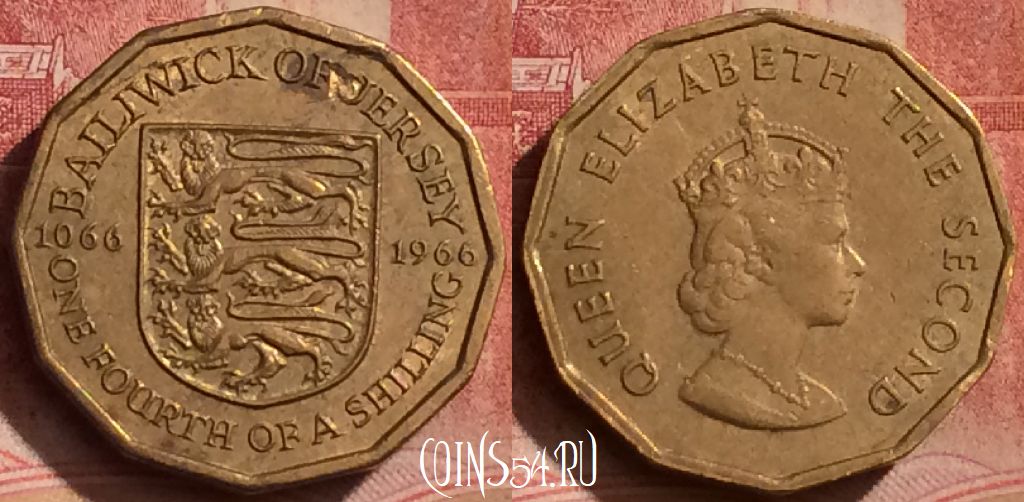 BAILIWICK OF JERSEY
1066
1966
ONE FOURTH OF A SHILLING
QUEEN ELIZABETH THE SECOND
COINS54.RU